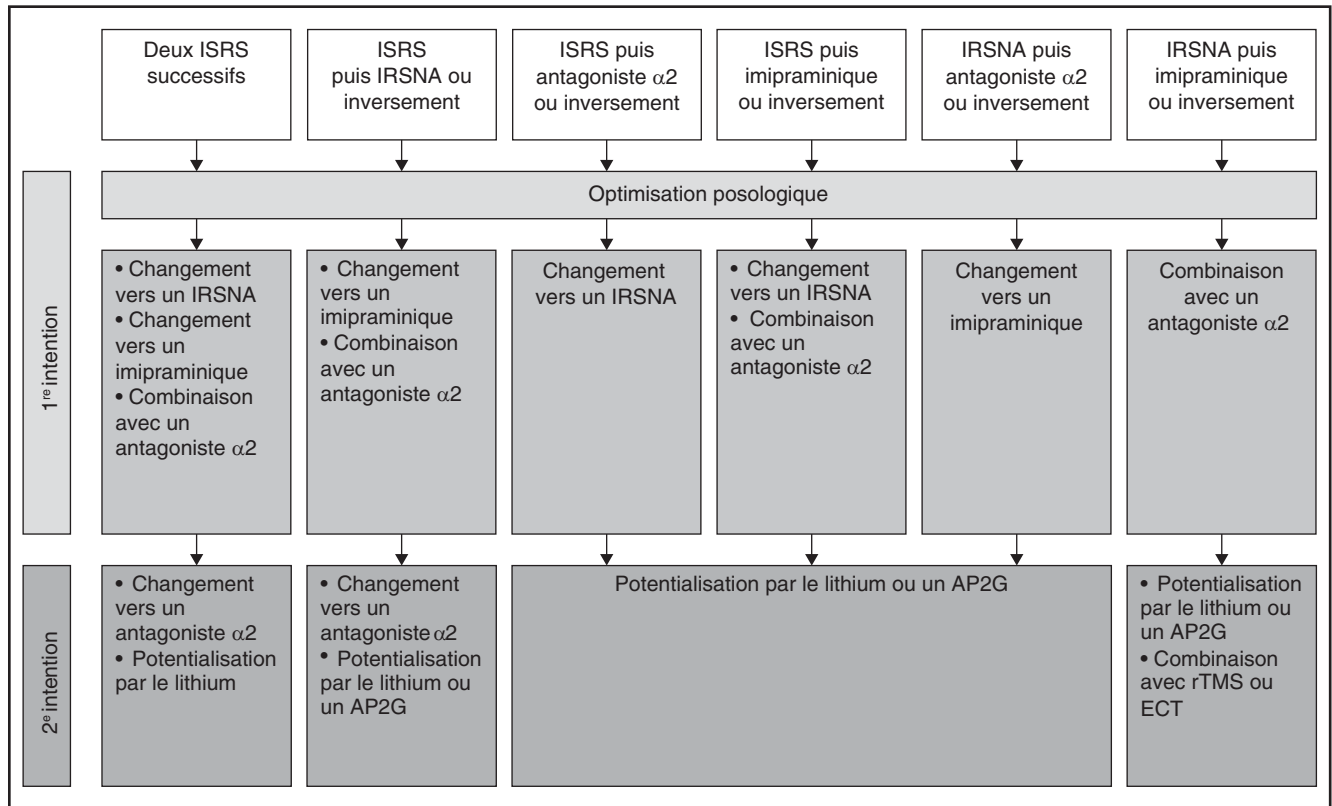 Deux ISRS
successifs
ISRS
puis IRSNA ou
inversement
ISRS puis
antagoniste α2
ou inversement
ISRS puis
imipraminique
ou inversement
IRSNA puis
antagoniste α2
ou inversement
IRSNA puis
imipraminique
ou inversement
1re intention
Optimisation posologique
• Changement
vers un IRSNA
• Changement
vers un
imipraminique
• Combinaison
avec un
antagoniste α2
• Changement
vers un
imipraminique
• Combinaison
avec un
antagoniste α2
Changement
vers un IRSNA
• Changement
vers un IRSNA
• Combinaison
avec un
antagoniste α2
Changement
vers un
imipraminique
Combinaison
avec un
antagoniste α2
2e intention
• Changement
vers un
antagoniste α2
• Potentialisation
par le lithium
• Changement
vers un
antagoniste α2
• Potentialisation
par le lithium ou
un AP2G
Potentialisation par le lithium ou un AP2G
• Potentialisation
par le lithium ou
un AP2G
• Combinaison
avec rTMS ou
ECT